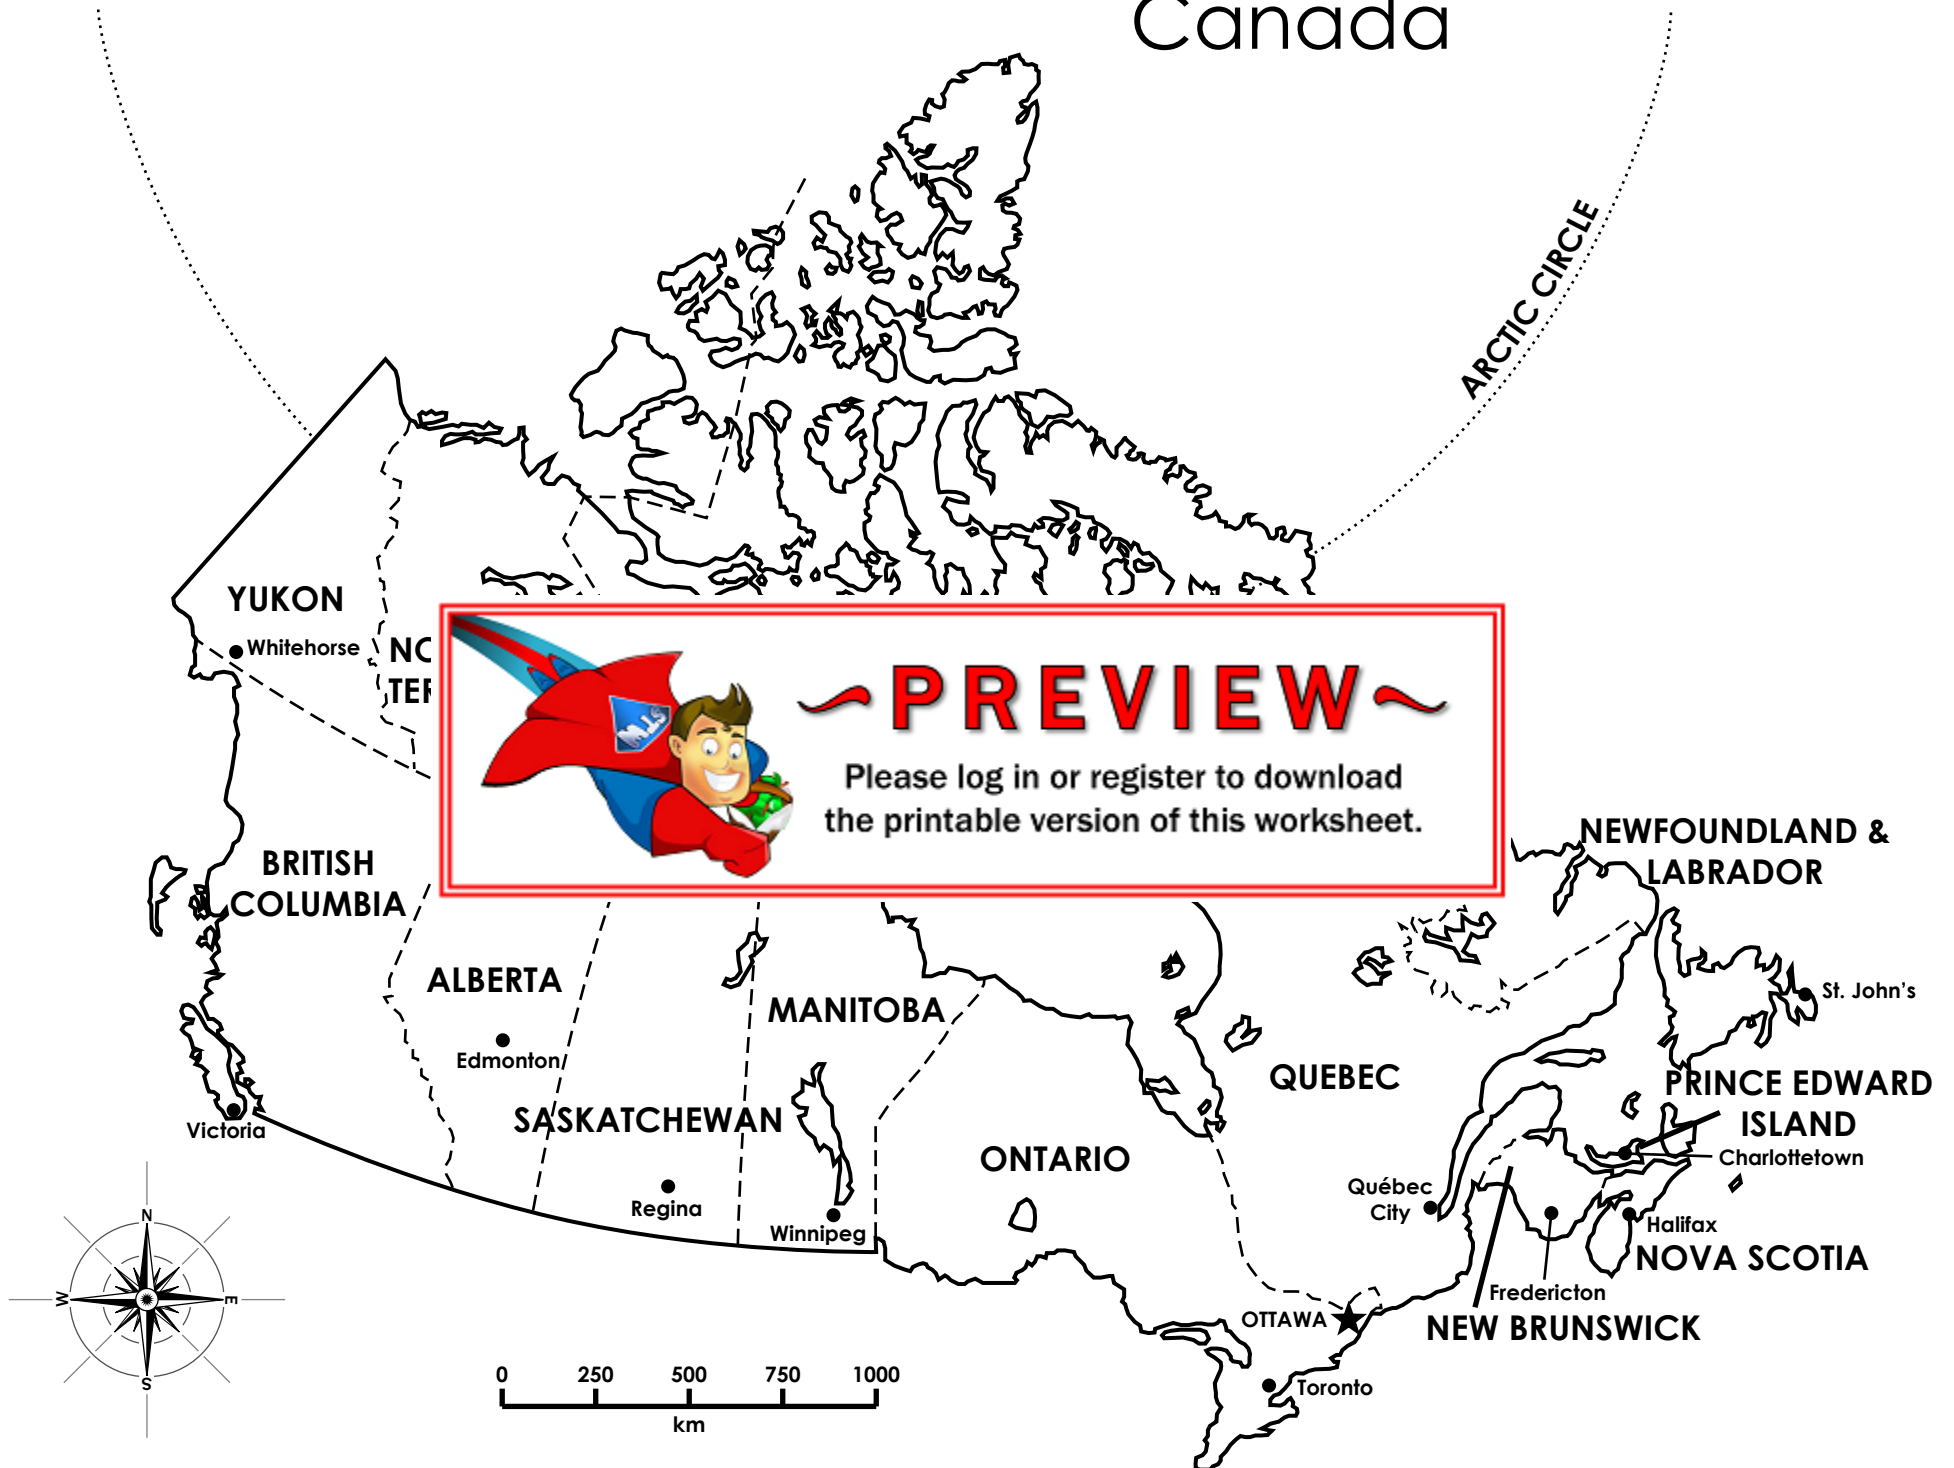 Canada
ARCTIC CIRCLE
YUKON
Whitehorse
PREVIEW
Please log in or register to download
the printable version of this worksheet.
BRITISH
COLUMBIA
NEWFOUNDLAND &
LABRADOR
ALBERTA
Edmonton
MANITOBA
St. John's
QUEBEC
PRINCE EDWARD
ISLAND
Charlottetown
Victoria
SASKATCHEWAN
ONTARIO
Regina
Winnipeg
Québec
City
Halifax
NOVA SCOTIA
Fredericton
NEW BRUNSWICK
OTTAWA
Toronto
N
W
E
S
0 250 500 750 1000
km